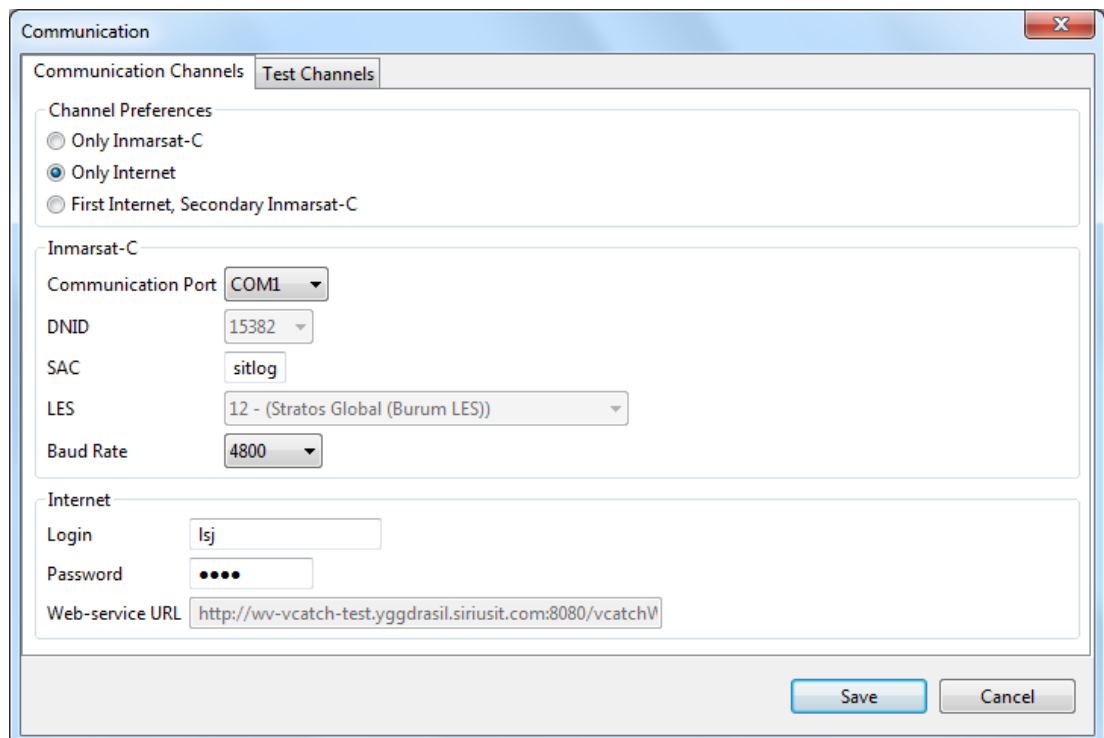 Communication
Communication Channels Test Channels
Channel Preferences
Only Inmarsat-C
Only Internet
First Internet, Secondary Inmarsat-C
Inmarsat-C
Communication Port COM1
DNID 15382
SAC sitlog
LES 12 - (Stratos Global (Burum LES))
Baud Rate 4800
Internet
Login lsj
Password ••••
Web-service URL http://wv-vcatch-test.yggdrasil.siriusit.com:8080/vcatchW
Save Cancel